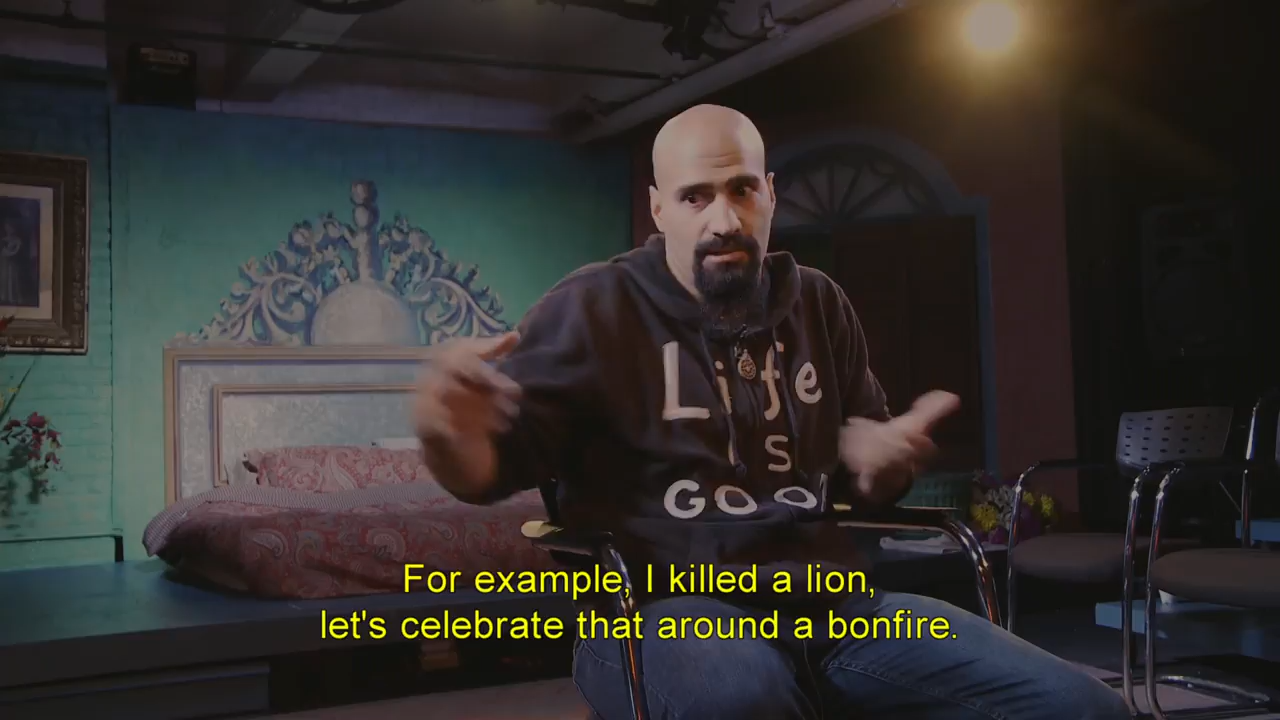 Life
is
Good
For example, I killed a lion,
let's celebrate that around a bonfire.